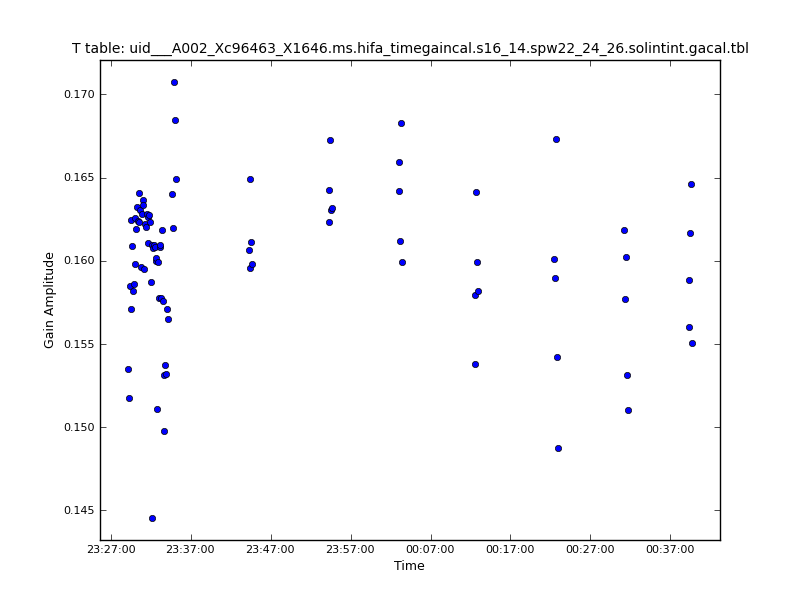 T table: uid___A002_Xc96463_X1646.ms.hifa_timegaincal.s16_14.spw22_24_26.solintint.gacal.tbl
0.170
0.165
0.160
0.155
0.150
0.145
Gain Amplitude
23:27:00 23:37:00 23:47:00 23:57:00 00:07:00 00:17:00 00:27:00 00:37:00
Time